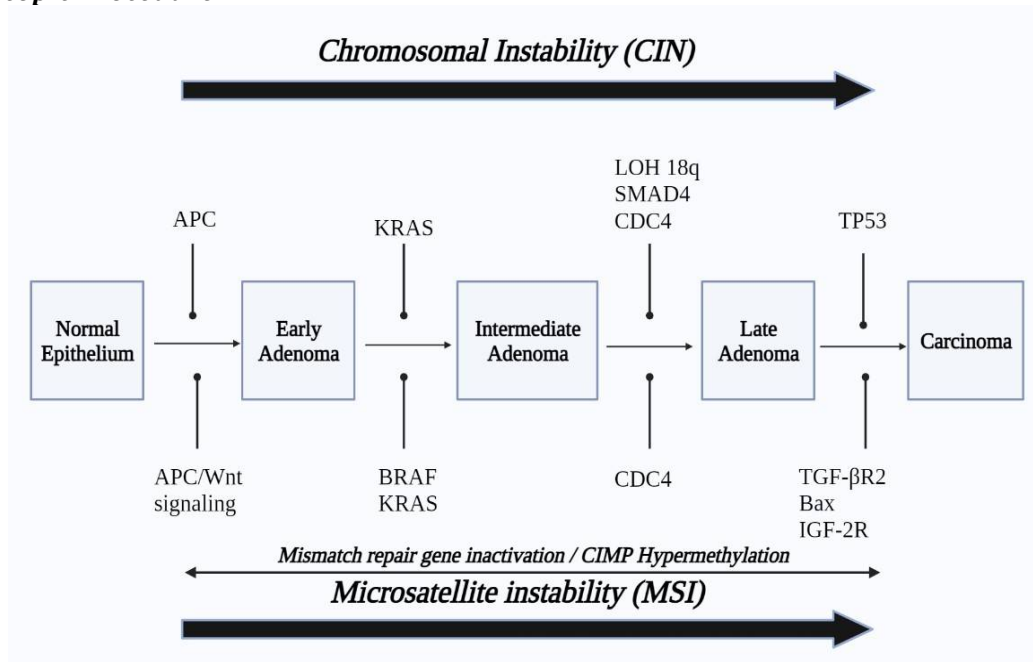 Chromosomal Instability (CIN)
LOH 18q
SMAD4
CDC4
APC
KRAS
TP53
Normal
Epithelium
Early
Adenoma
Intermediate
Adenoma
Late
Adenoma
Carcinoma
APC/Wnt
signaling
BRAF
KRAS
CDC4
TGF-βR2
Bax
IGF-2R
Mismatch repair gene inactivation / CIMP Hypermethylation
Microsatellite instability (MSI)